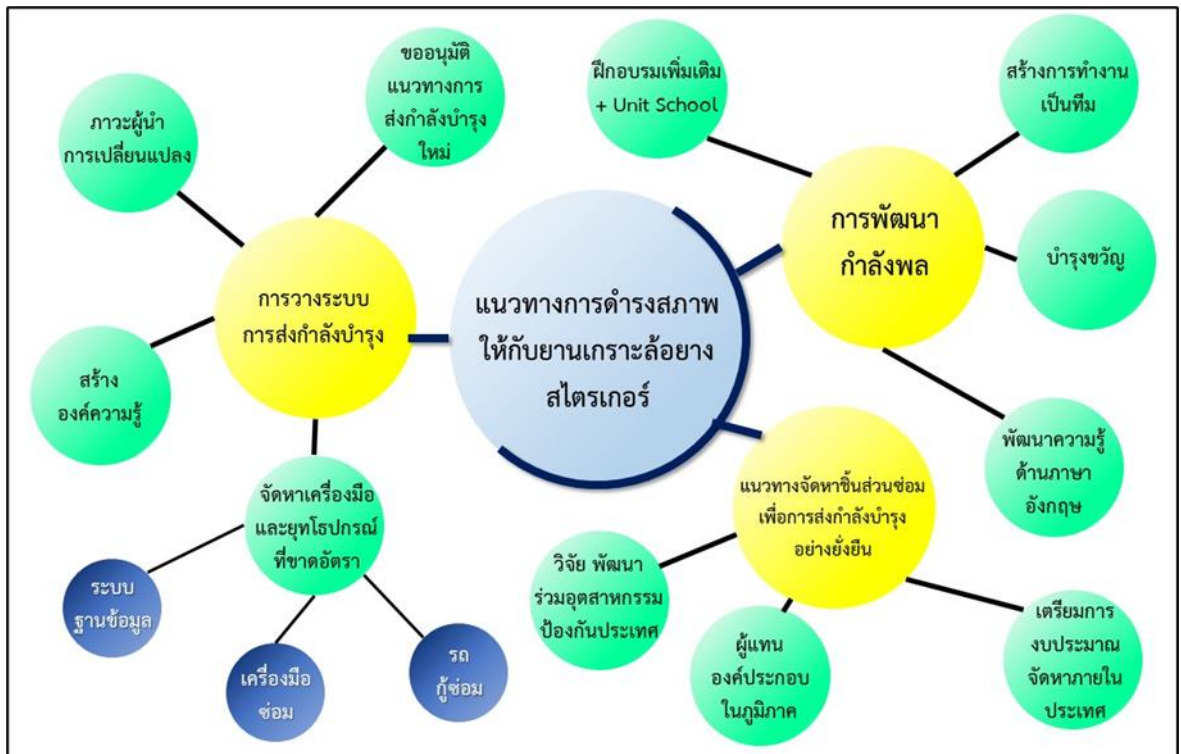 ขออนุมัติ
แนวทางการ
ส่งกำลังบำรุง
ใหม่
ภาวะผู้นำ
การเปลี่ยนแปลง
การวางระบบ
การส่งกำลังบำรุง
สร้าง
องค์ความรู้
จัดหาเครื่องมือ
และยุทโธปกรณ์
ที่ขาดอัตรา
ระบบ
ฐานข้อมูล
เครื่องมือ
ซ่อม
รถ
กู้ซ่อม
แนวทางการดำรงสภาพ
ให้กับยานเกราะล้อยาง
สไตรเกอร์
ฝึกอบรมเพิ่มเติม
+ Unit School
สร้างการทำงาน
เป็นทีม
การพัฒนา
กำลังพล
บำรุงขวัญ
พัฒนาความรู้
ด้านภาษา
อังกฤษ
แนวทางจัดหาชิ้นส่วนซ่อม
เพื่อการส่งกำลังบำรุง
อย่างยั่งยืน
วิจัย พัฒนา
ร่วมอุตสาหกรรม
ป้องกันประเทศ
ผู้แทน
องค์ประกอบ
ในภูมิภาค
เตรียมการ
งบประมาณ
จัดหาภายใน
ประเทศ